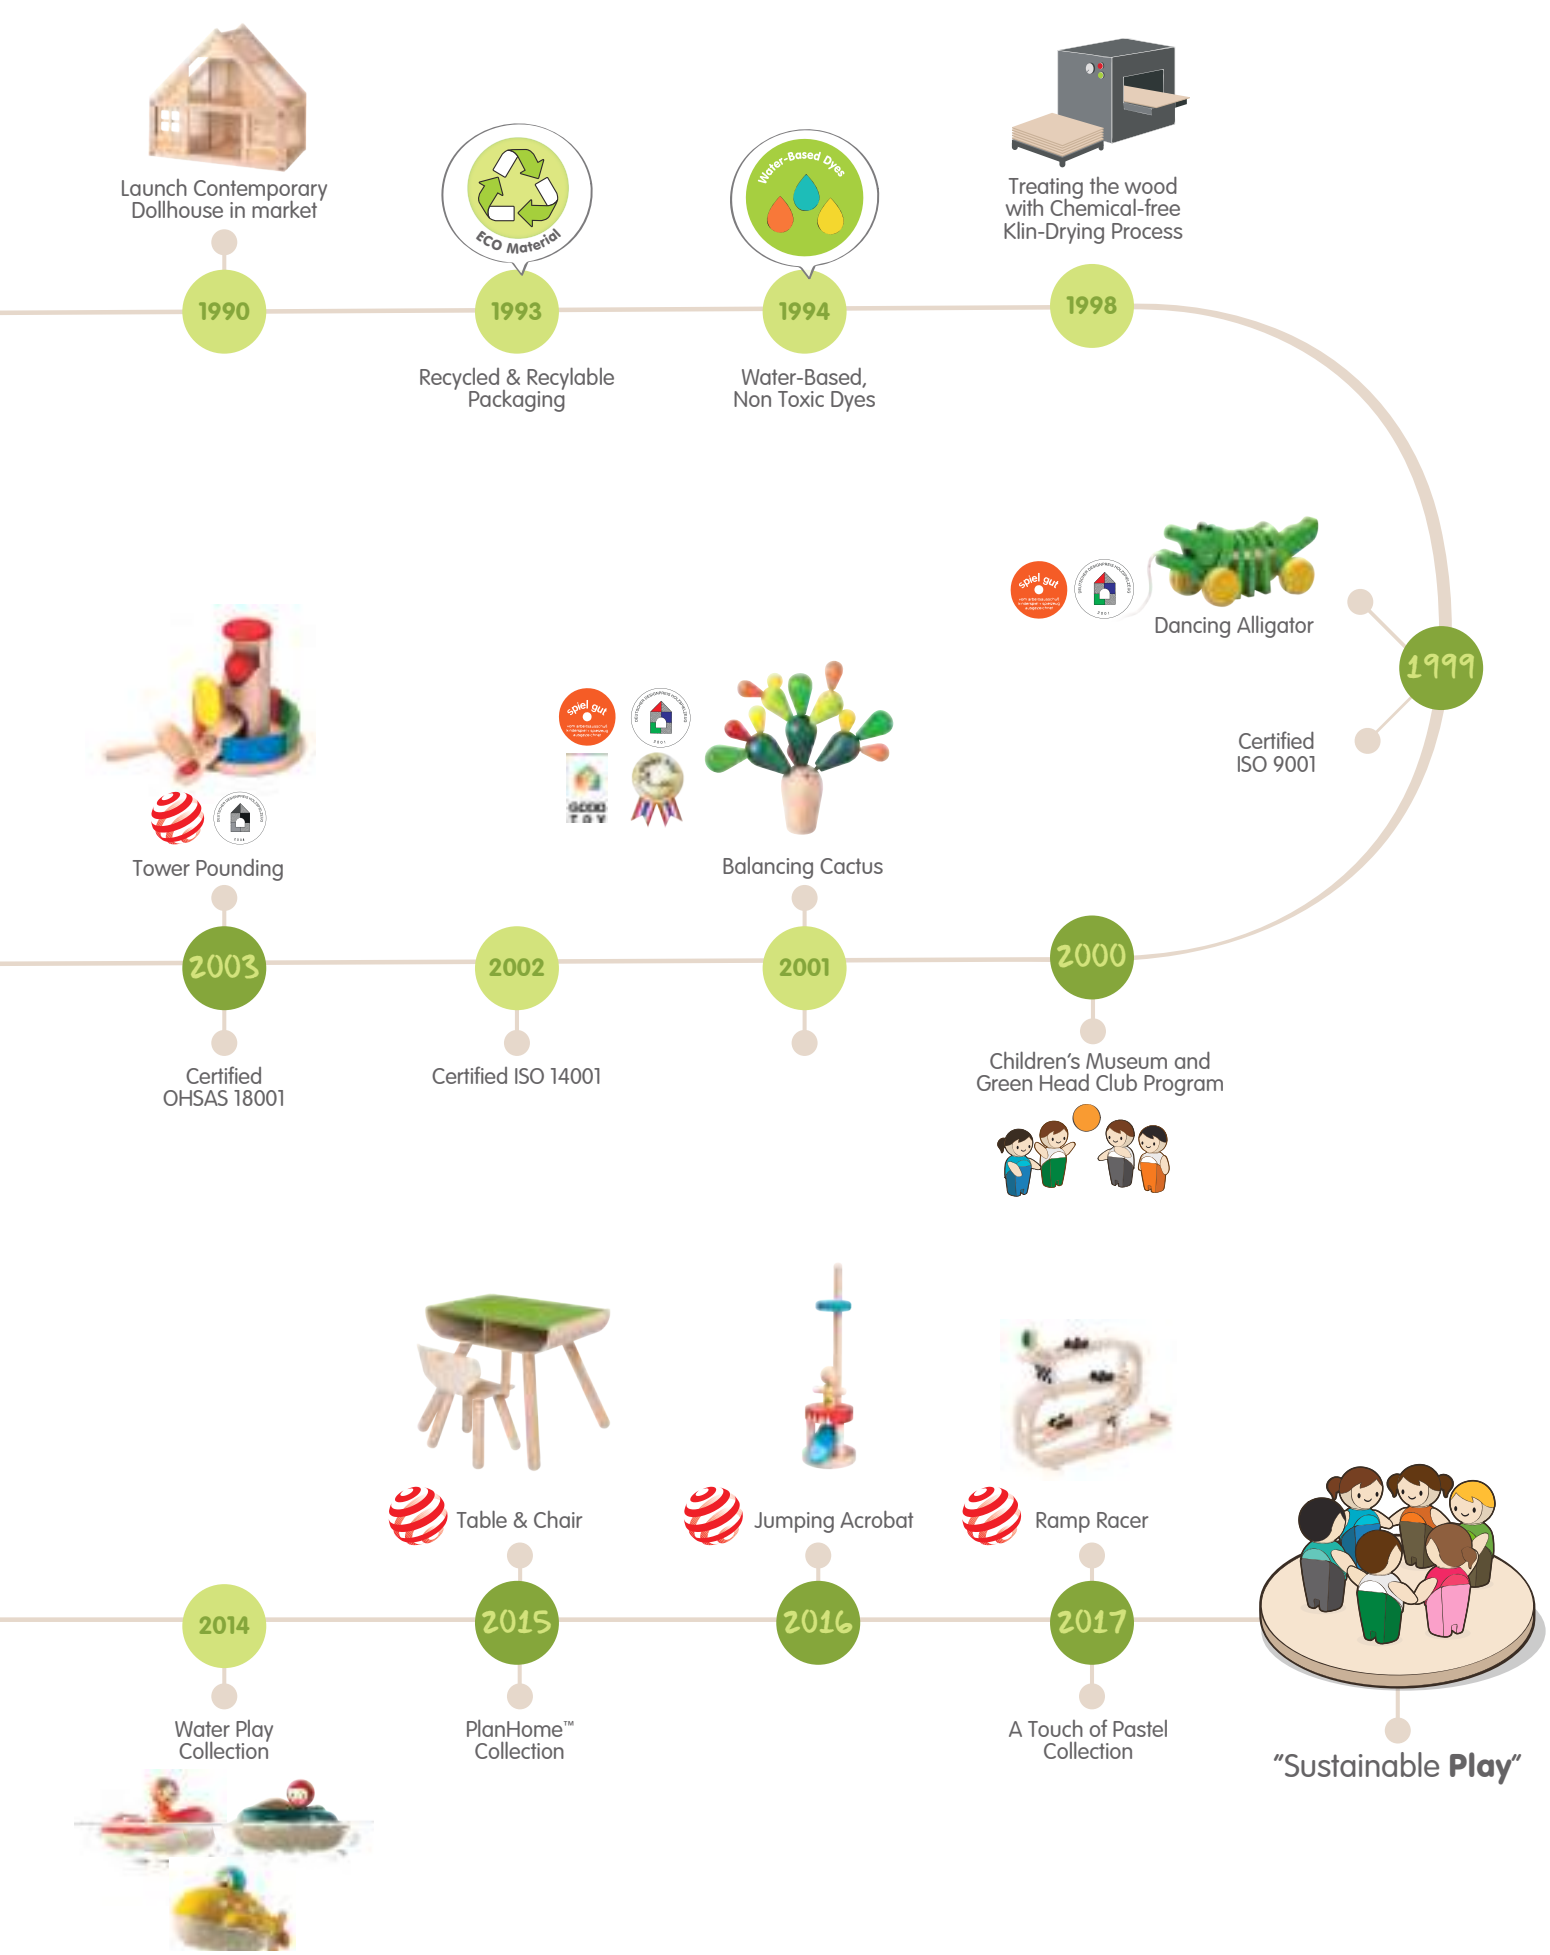 Launch Contemporary
Dollhouse in market
1990
ECO Material
1993
Recycled & Recylable
Packaging
Water-Based Dyes
1994
Water-Based,
Non Toxic Dyes
Treating the wood
with Chemical-free
Klin-Drying Process
1998
spiel gut
Dancing Alligator
1999
Certified
ISO 9001
2000
Children's Museum and
Green Head Club Program
spiel gut
Balancing Cactus
2001
2002
Certified ISO 14001
Tower Pounding
2003
Certified
OHSAS 18001
2014
Water Play
Collection
Table & Chair
2015
PlanHome™
Collection
Jumping Acrobat
2016
Ramp Racer
2017
A Touch of Pastel
Collection
"Sustainable Play"